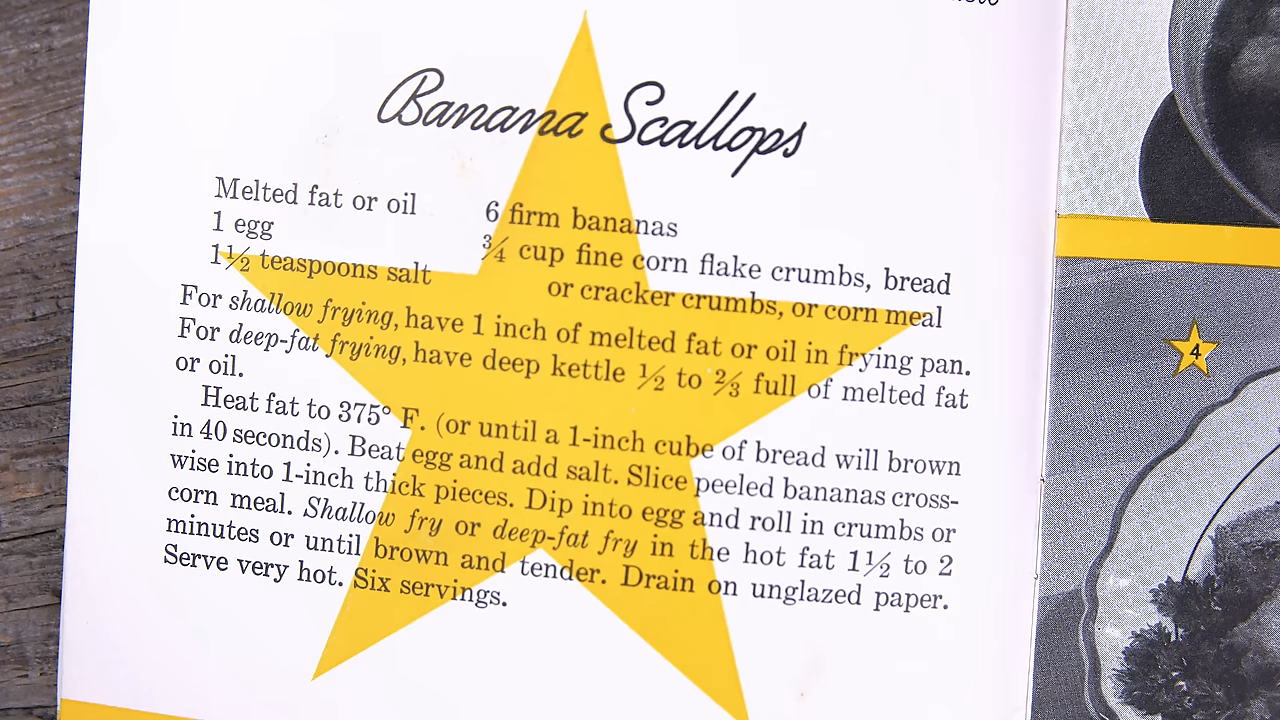 Banana Scallops
Melted fat or oil
1 egg
1½ teaspoons salt
6 firm bananas
¾ cup fine corn flake crumbs, bread
or cracker crumbs, or corn meal
For shallow frying, have 1 inch of melted fat or oil in frying pan.
For deep-fat frying, have deep kettle ½ to ⅔ full of melted fat
or oil.
Heat fat to 375° F. (or until a 1-inch cube of bread will brown
in 40 seconds). Beat egg and add salt. Slice peeled bananas cross-
wise into 1-inch thick pieces. Dip into egg and roll in crumbs or
corn meal. Shallow fry or deep-fat fry in the hot fat 1½ to 2
minutes or until brown and tender. Drain on unglazed paper.
Serve very hot. Six servings.
4